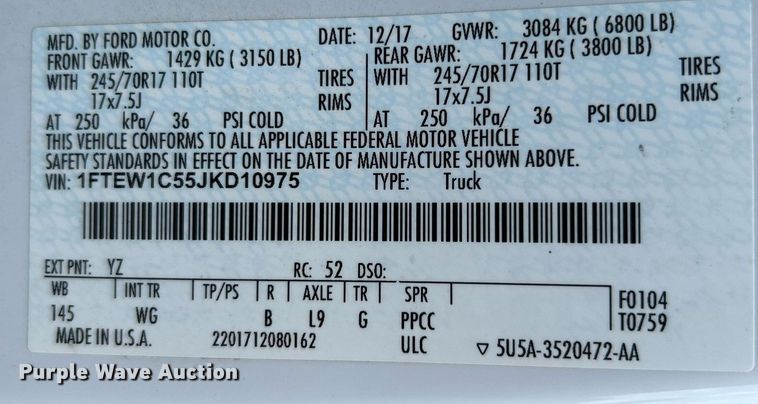 MFD. BY FORD MOTOR CO. DATE: 12/17 GVWR: 3084 KG ( 6800 LB)
FRONT GAWR: 1429 KG ( 3150 LB) REAR GAWR: 1724 KG ( 3800 LB)
WITH 245/70R17 110T TIRES WITH 245/70R17 110T TIRES
17x7.5J RIMS 17x7.5J RIMS
AT 250 kPa/ 36 PSI COLD AT 250 kPa/ 36 PSI COLD
THIS VEHICLE CONFORMS TO ALL APPLICABLE FEDERAL MOTOR VEHICLE
SAFETY STANDARDS IN EFFECT ON THE DATE OF MANUFACTURE SHOWN ABOVE.
VIN: 1FTEW1C55JKD10975 TYPE: Truck
EXT PNT: YZ RC: 52 DSO:
WB INT TR TP/PS R AXLE TR SPR F0104
145 WG B L9 G PPCC T0759
MADE IN U.S.A. 2201712080162 ULC ▽ 5U5A-3520472-AA
Purple Wave Auction